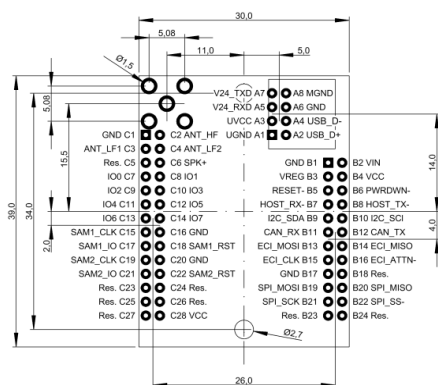 30,0
5,08
11,0
5,0
Ø1,5
5,08
V24_TXD A7 A8 MGND
V24_RXD A5 A6 GND
UVCC A3 A4 USB_D-
UGND A1 A2 USB_D+
GND C1 C2 ANT_HF
ANT_LF1 C3 C4 ANT_LF2
Res. C5 C6 SPK+ GND B1 B2 VIN
IO0 C7 C8 IO1 VREG B3 B4 VCC
IO2 C9 C10 IO3 RESET- B5 B6 PWRDWN-
IO4 C11 C12 IO5 HOST_RX- B7 B8 HOST_TX-
IO6 C13 C14 IO7 I2C_SDA B9 B10 I2C_SCI
SAM1_CLK C15 C16 GND CAN_RX B11 B12 CAN_TX
SAM1_IO C17 C18 SAM1_RST ECI_MOSI B13 B14 ECI_MISO
SAM2_CLK C19 C20 GND ECI_CLK B15 B16 ECI_ATTN-
SAM2_IO C21 C22 SAM2_RST GND B17 B18 Res.
Res. C23 C24 Res. SPI_MOSI B19 B20 SPI_MISO
Res. C25 C26 Res. SPI_SCK B21 B22 SPI_SS-
Res. C27 C28 VCC Res. B23 B24 Res.
39,0
34,0
15,5
2,0
14,0
4,0
Ø2,7
26,0